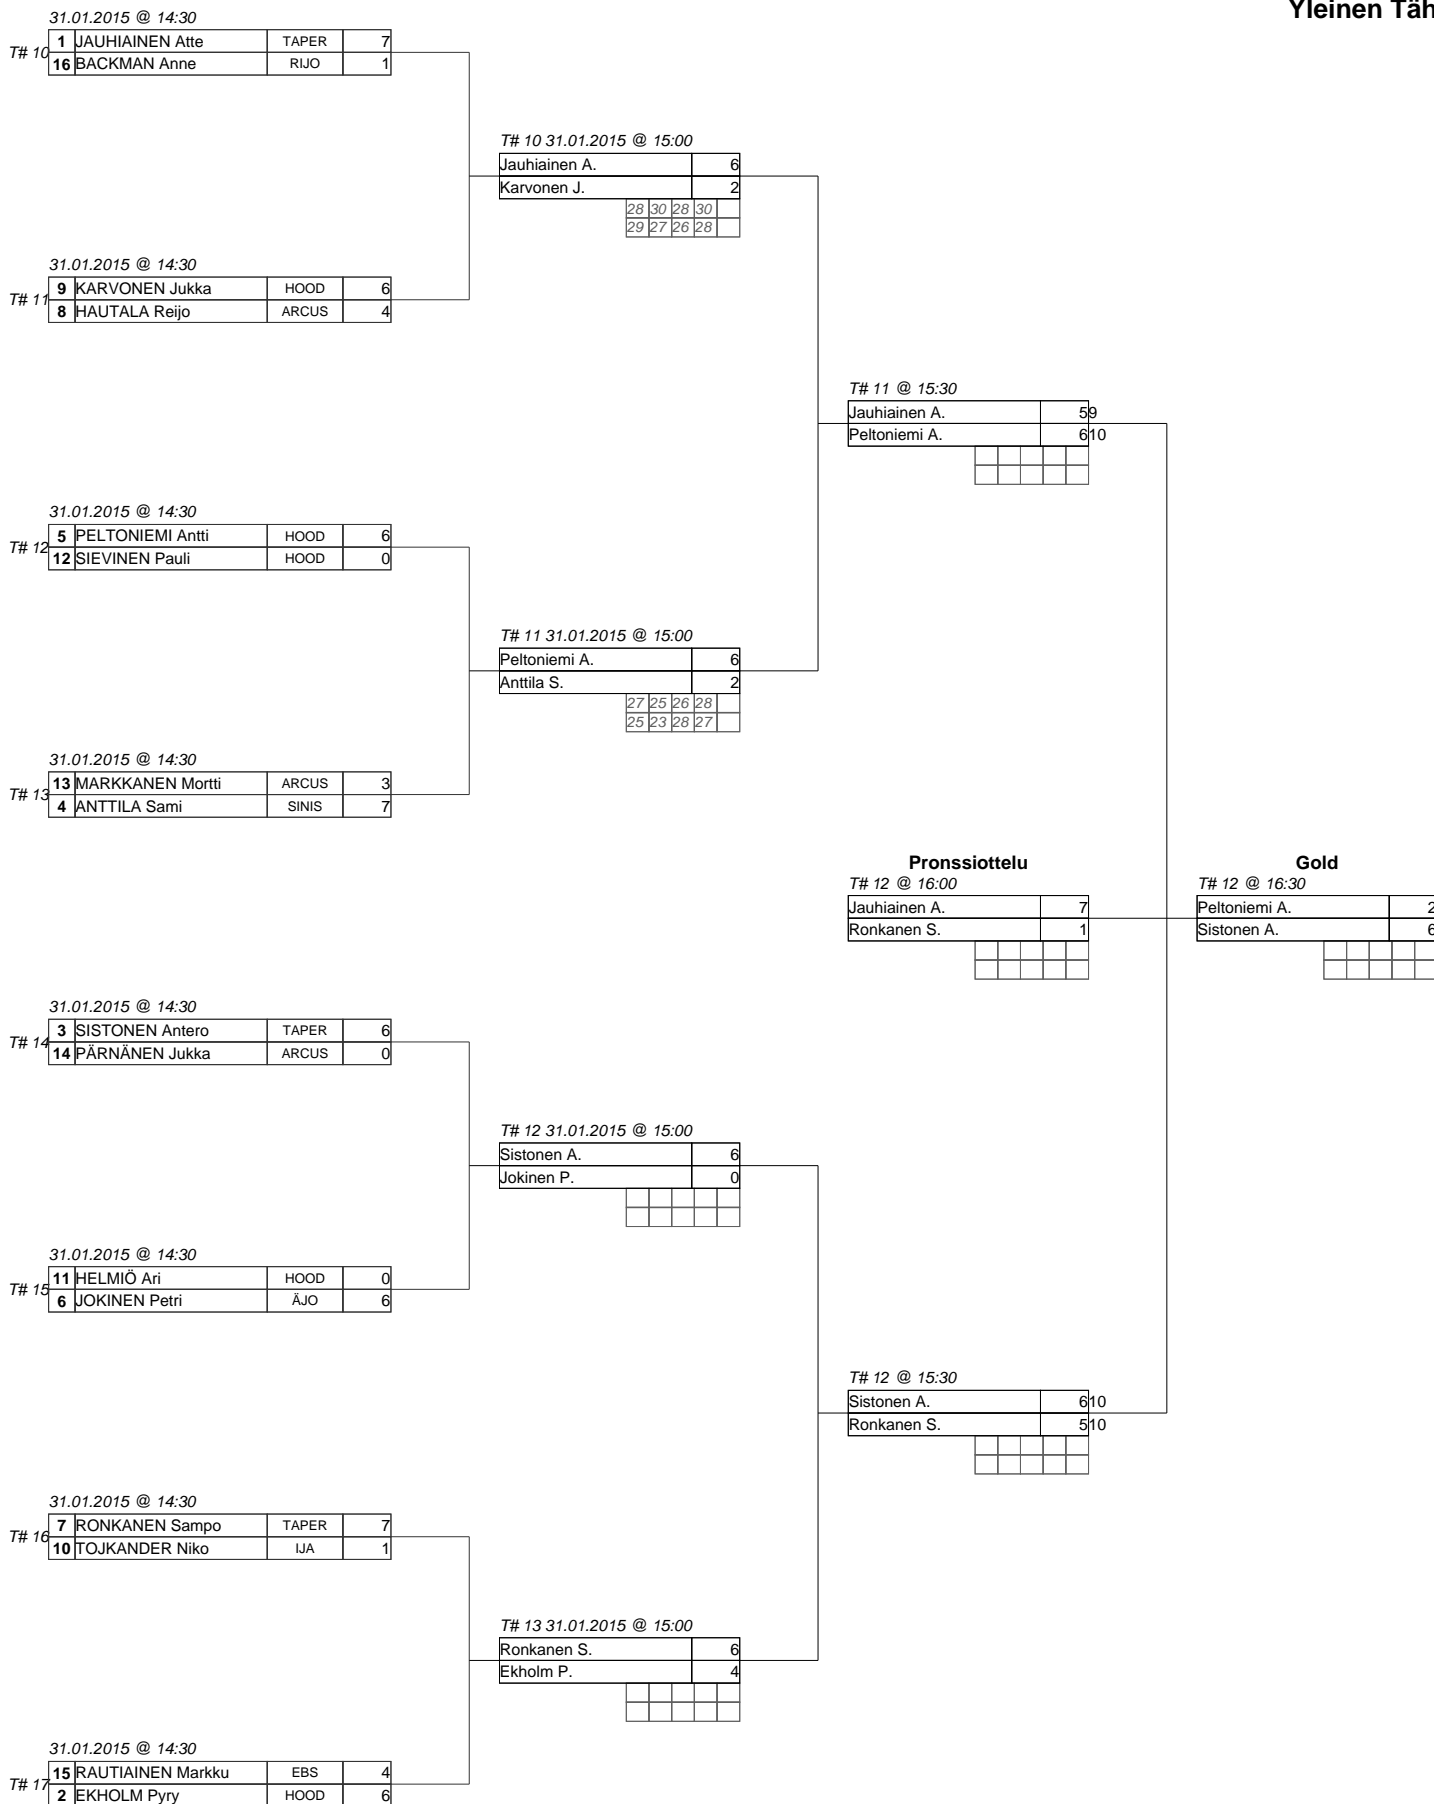 Yleinen Täh
31.01.2015 @ 14:30
T# 10
1 JAUHIAINEN Atte TAPER 7
16 BACKMAN Anne RIJO 1
T# 10 31.01.2015 @ 15:00
Jauhiainen A. 6
Karvonen J. 2
28 30 28 30
29 27 26 28
31.01.2015 @ 14:30
T# 11
9 KARVONEN Jukka HOOD 6
8 HAUTALA Reijo ARCUS 4
T# 11 @ 15:30
Jauhiainen A. 5 9
Peltoniemi A. 6 10
31.01.2015 @ 14:30
T# 12
5 PELTONIEMI Antti HOOD 6
12 SIEVINEN Pauli HOOD 0
T# 11 31.01.2015 @ 15:00
Peltoniemi A. 6
Anttila S. 2
27 25 26 28
25 23 28 27
31.01.2015 @ 14:30
T# 13
13 MARKKANEN Mortti ARCUS 3
4 ANTTILA Sami SINIS 7
Pronssiottelu
T# 12 @ 16:00
Jauhiainen A. 7
Ronkanen S. 1
Gold
T# 12 @ 16:30
Peltoniemi A. 2
Sistonen A. 6
31.01.2015 @ 14:30
T# 14
3 SISTONEN Antero TAPER 6
14 PÄRNÄNEN Jukka ARCUS 0
T# 12 31.01.2015 @ 15:00
Sistonen A. 6
Jokinen P. 0
31.01.2015 @ 14:30
T# 15
11 HELMIÖ Ari HOOD 0
6 JOKINEN Petri ÄJO 6
T# 12 @ 15:30
Sistonen A. 6 10
Ronkanen S. 5 10
31.01.2015 @ 14:30
T# 16
7 RONKANEN Sampo TAPER 7
10 TOJKANDER Niko IJA 1
T# 13 31.01.2015 @ 15:00
Ronkanen S. 6
Ekholm P. 4
31.01.2015 @ 14:30
T# 17
15 RAUTIAINEN Markku EBS 4
2 EKHOLM Pyry HOOD 6